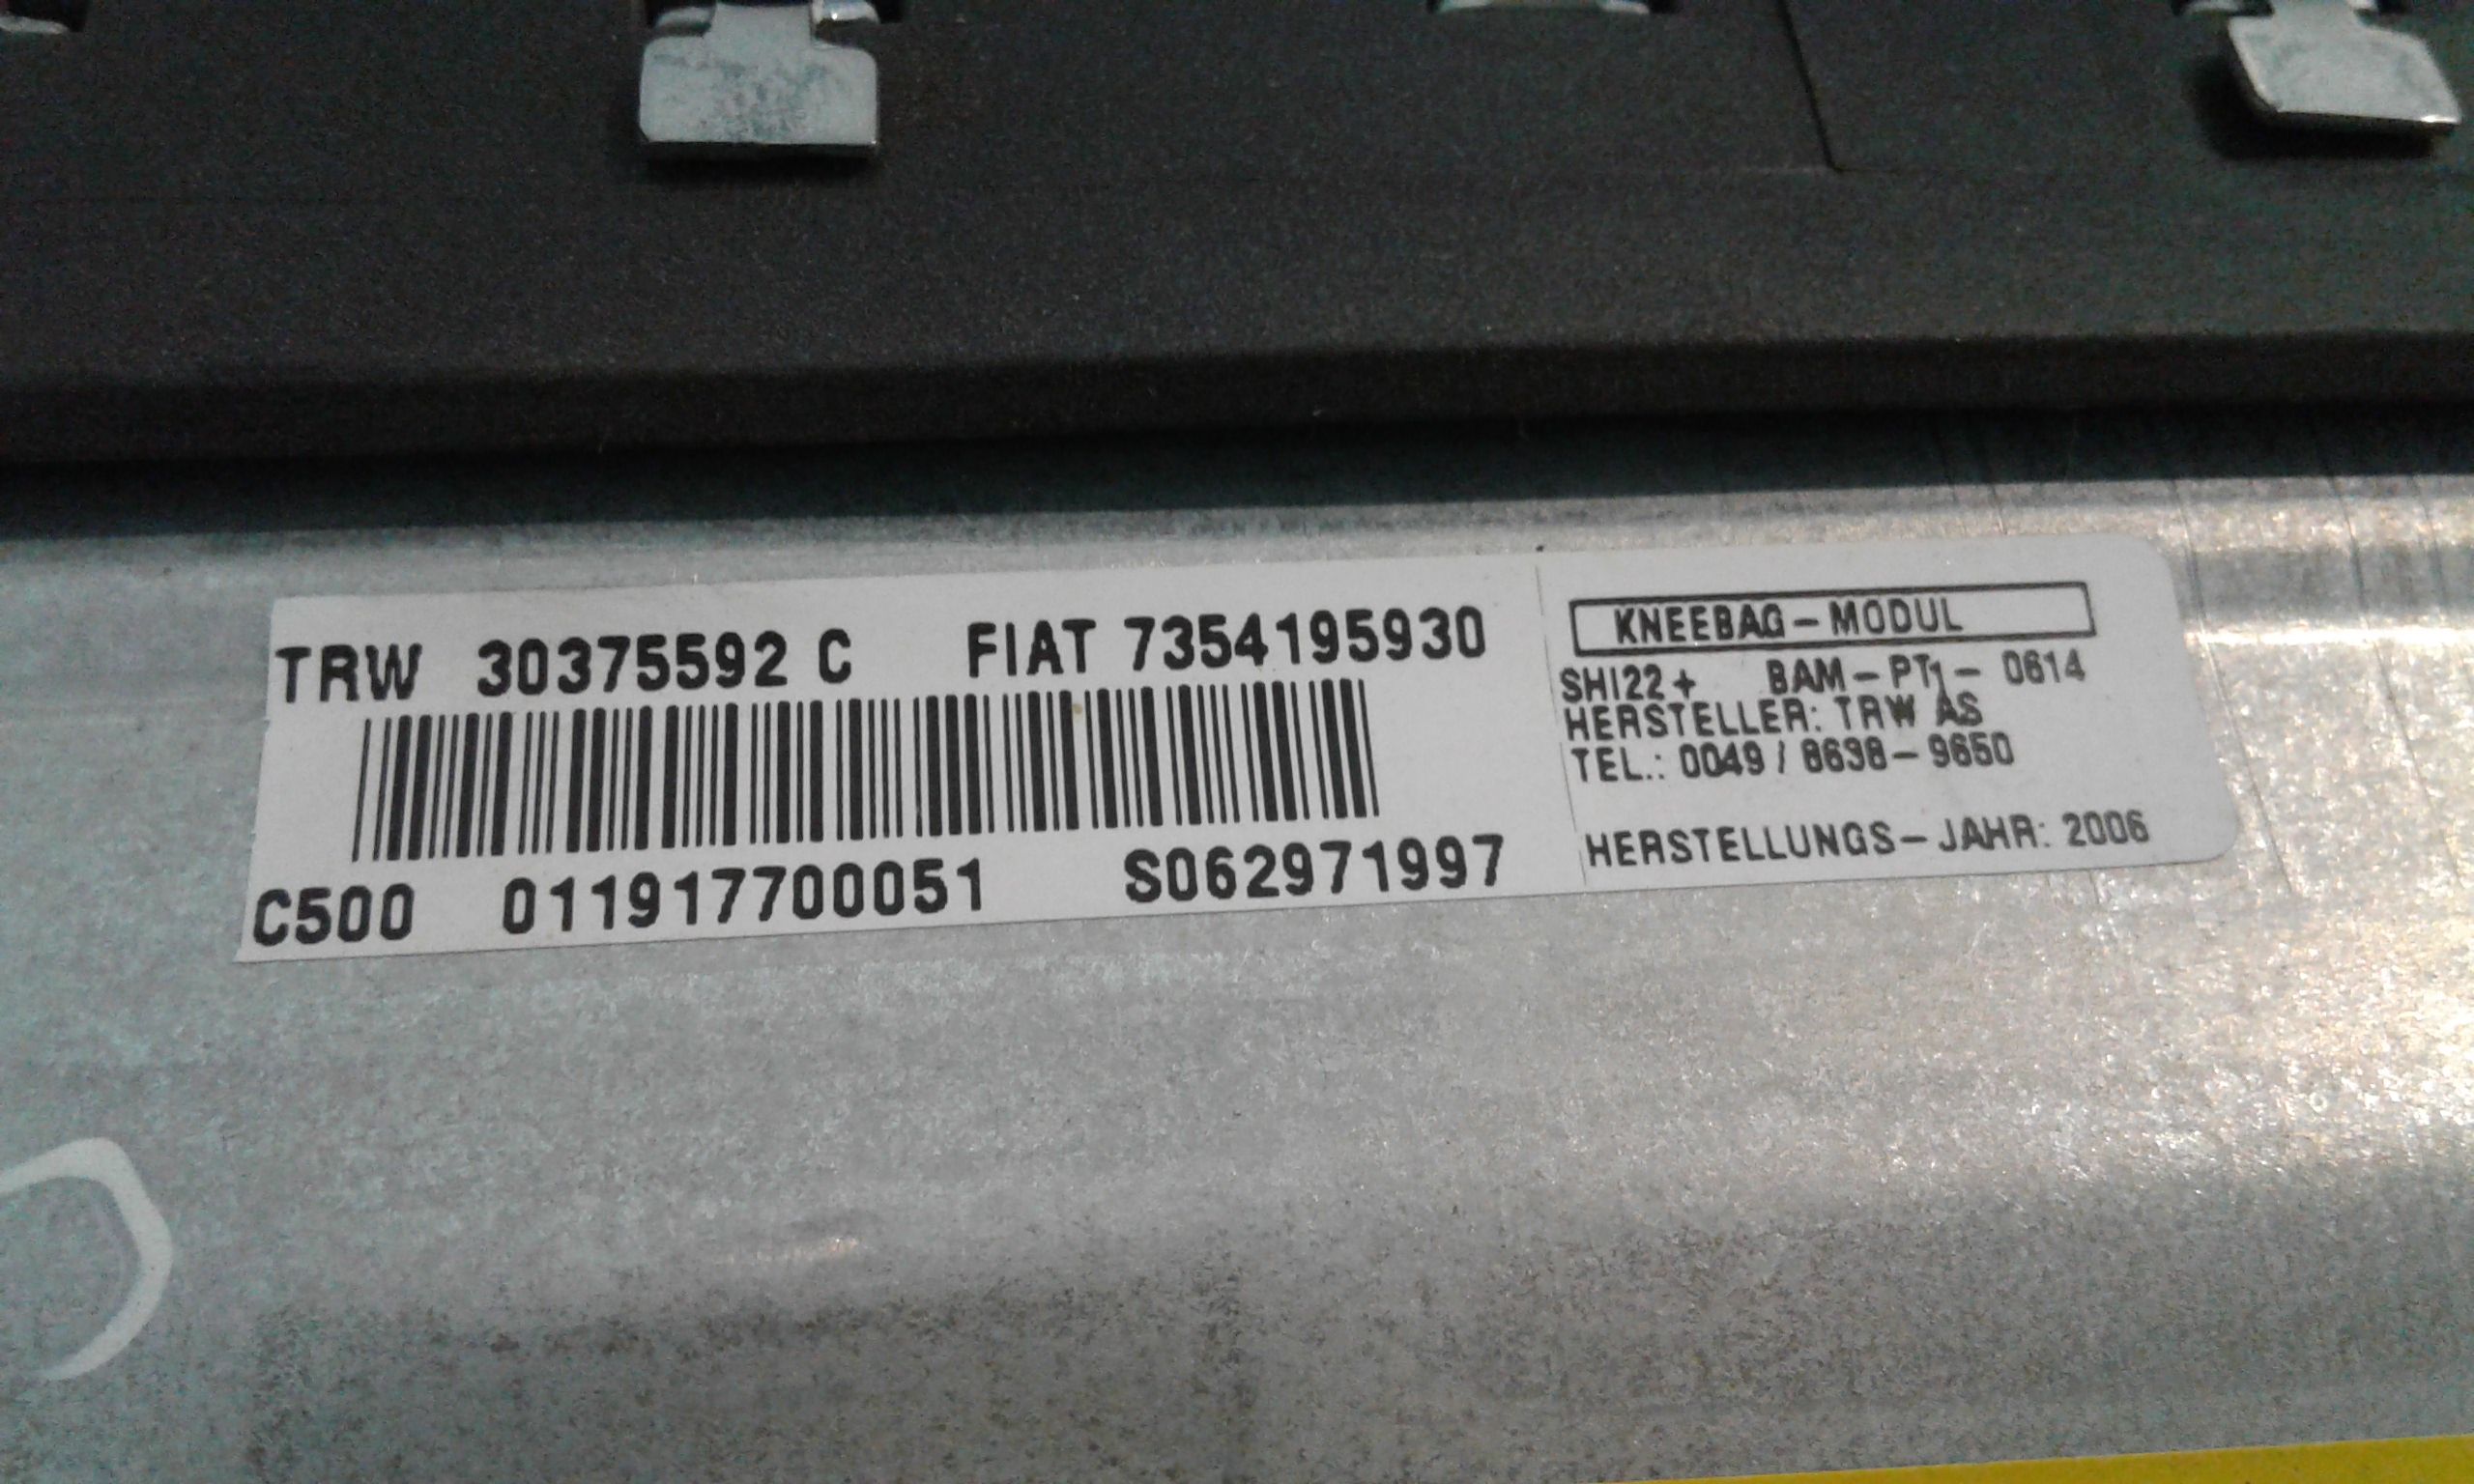 TRW 30375592 C FIAT 7354195930
C500 011917700051 S062971997
KNEEBAG-MODUL
SHI22+ BAM-PT1-0614
HERSTELLER: TRW AS
TEL.: 0049 / 8638-9650
HERSTELLUNGS-JAHR: 2006